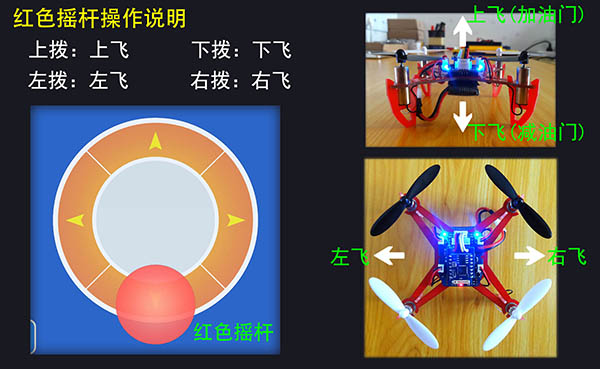 红色摇杆操作说明
上拨：上飞 下拨：下飞
左拨：左飞 右拨：右飞
红色摇杆
上飞(加油门)
下飞(减油门)
左飞
右飞